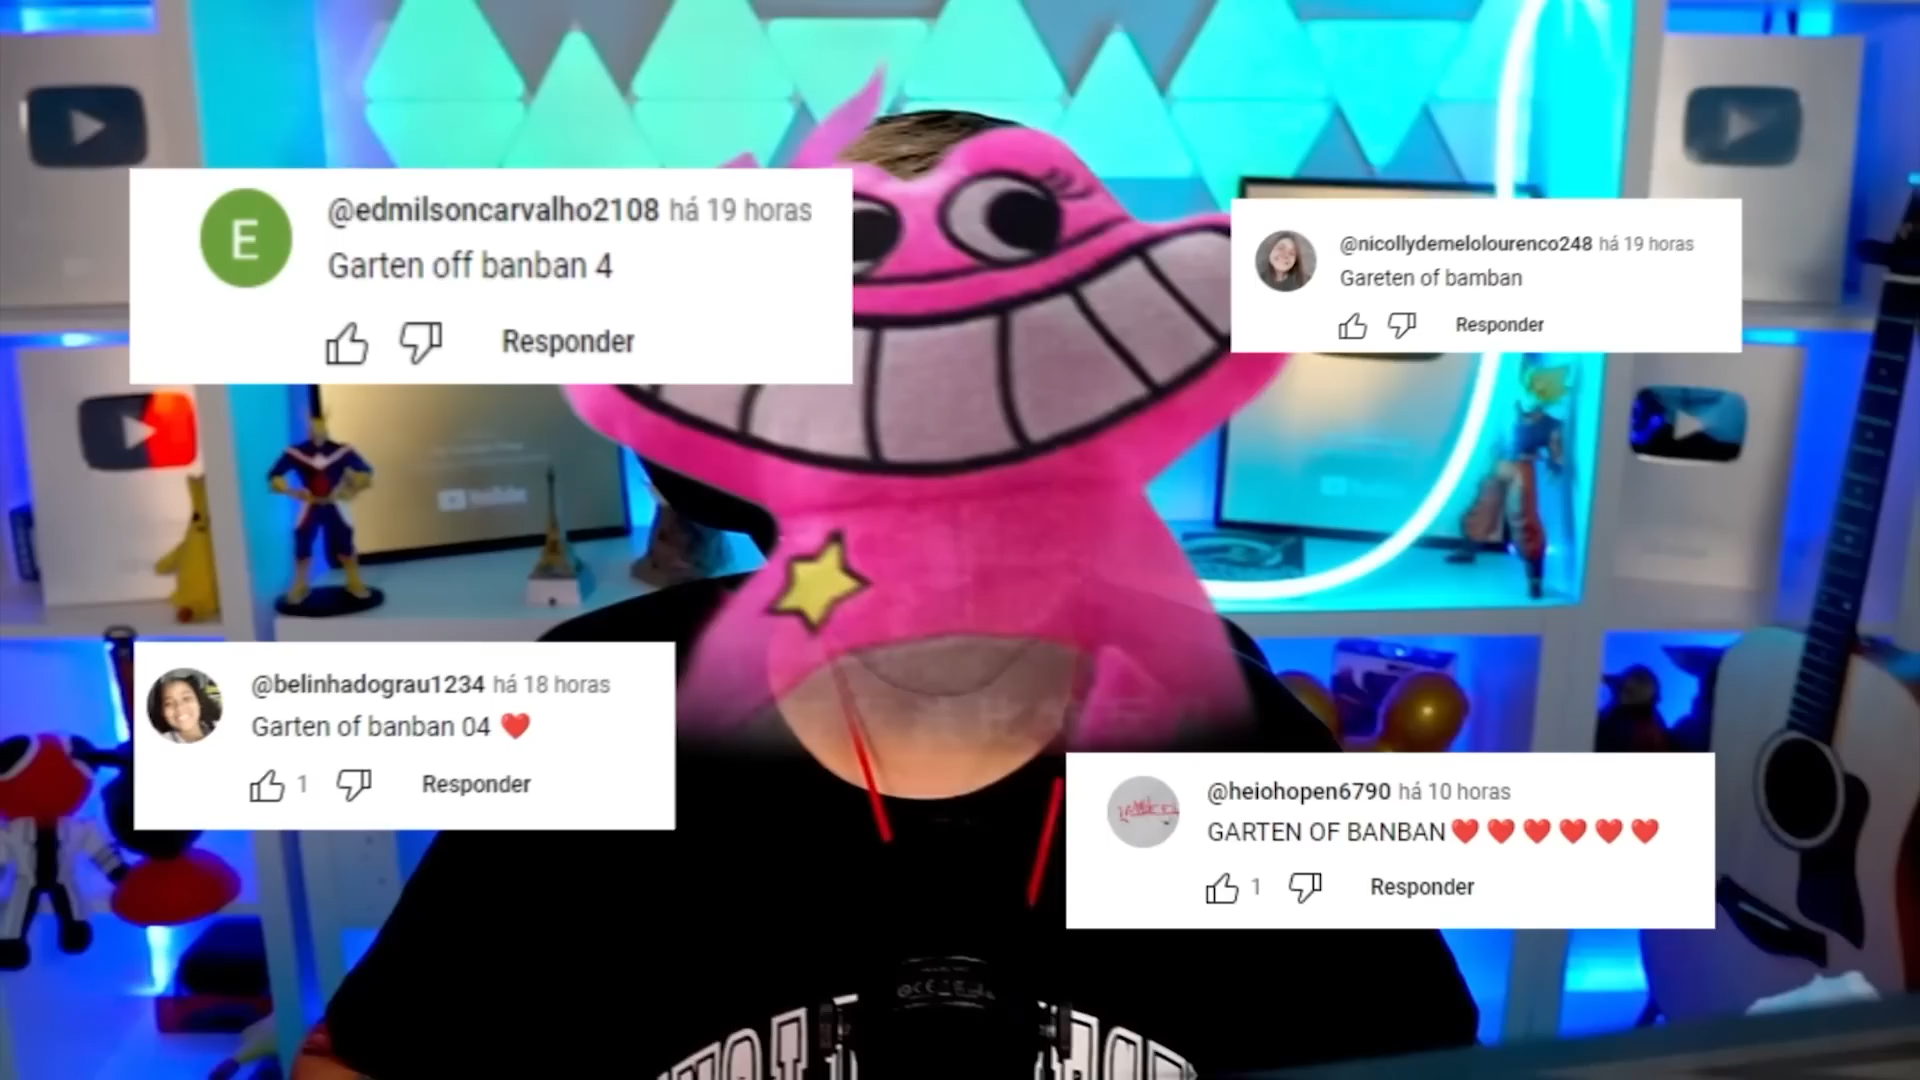 @edmilsoncarvalho2108 há 19 horas
Garten off banban 4
Responder
E
@nicollydemelolourenco248 há 19 horas
Gareten of bamban
Responder
@belinhadograu1234 há 18 horas
Garten of banban 04 ❤️
1
Responder
@heiohopen6790 há 10 horas
GARTEN OF BANBAN❤️❤️❤️❤️❤️❤️
1
Responder
YouTube